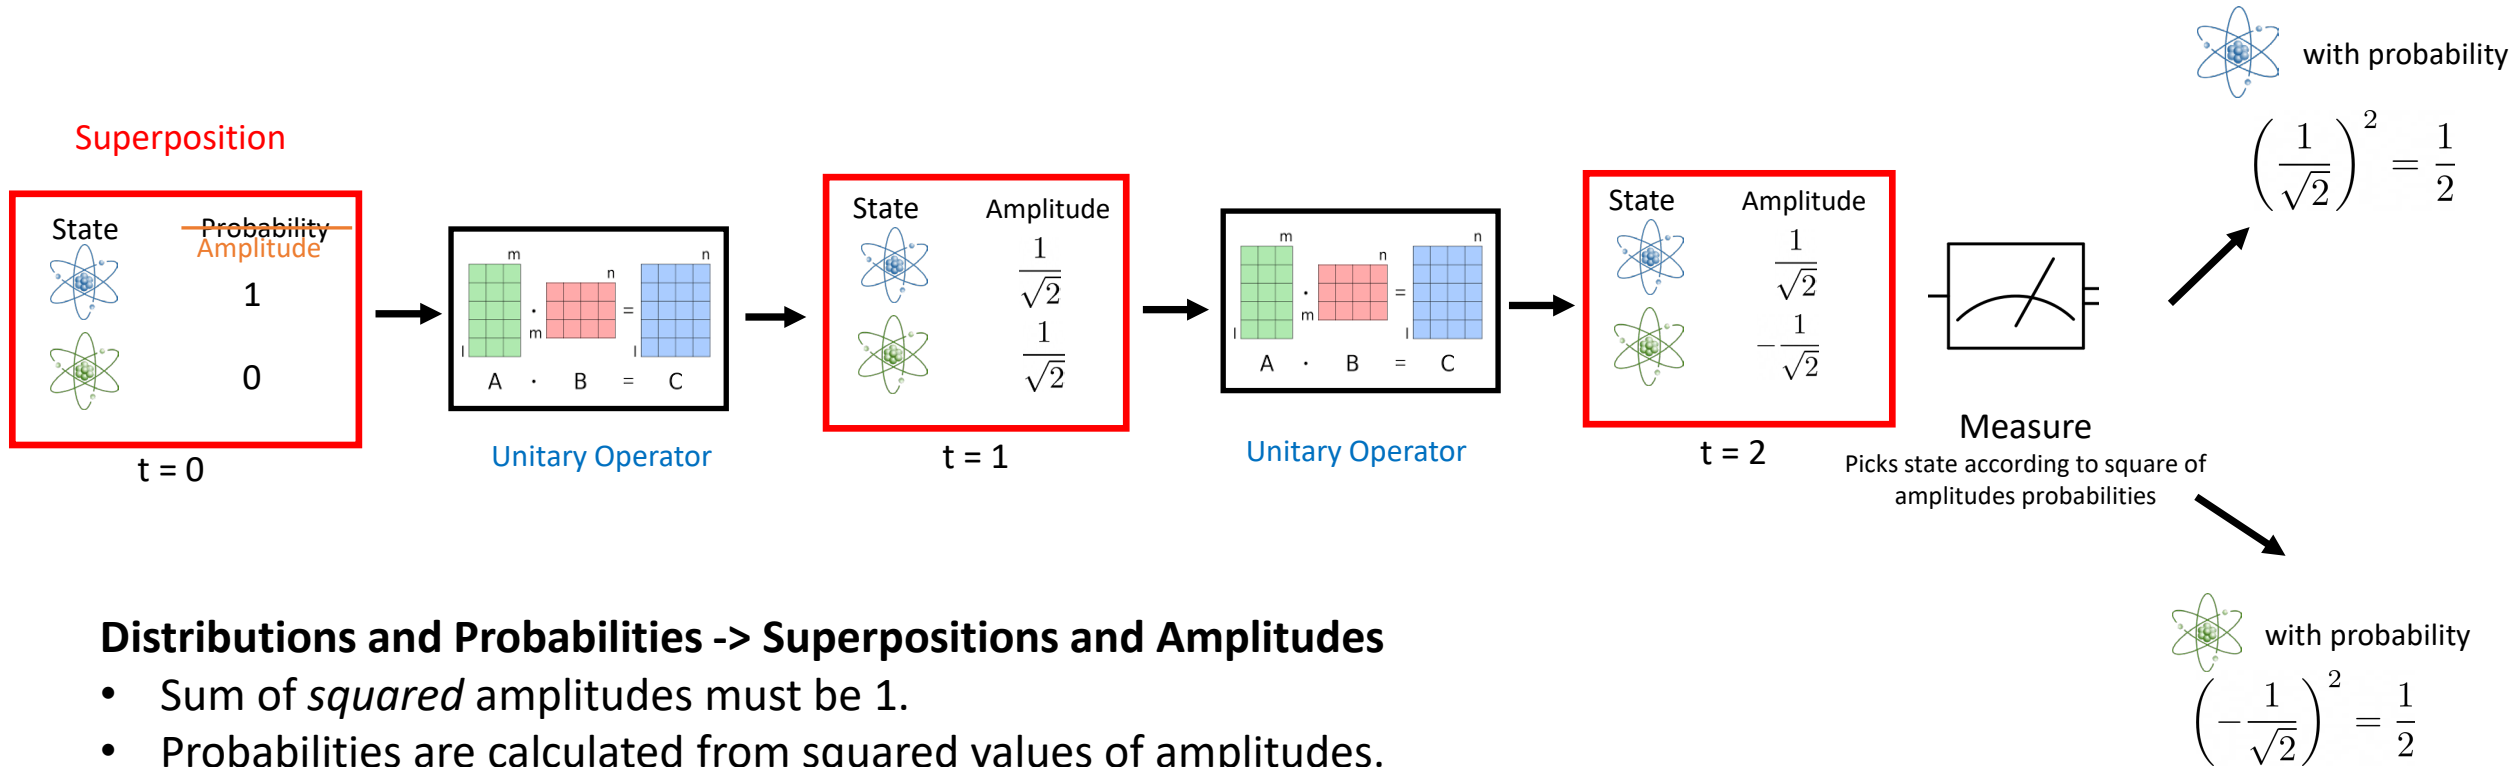 Superposition
State Probability
Amplitude
1
0
t = 0
m
n
n
l
m
l
·
=
A · B = C
Unitary Operator
State Amplitude
1/√2
1/√2
t = 1
m
n
n
l
m
l
·
=
A · B = C
Unitary Operator
State Amplitude
1/√2
−1/√2
t = 2
Measure
Picks state according to square of
amplitudes probabilities
with probability
(1/√2)² = 1/2
with probability
(−1/√2)² = 1/2
Distributions and Probabilities -> Superpositions and Amplitudes
• Sum of squared amplitudes must be 1.
• Probabilities are calculated from squared values of amplitudes.